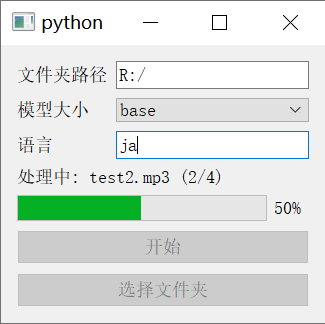 python
文件夹路径 R:/
模型大小 base
语言 ja
处理中: test2.mp3 (2/4)
50%
开始
选择文件夹